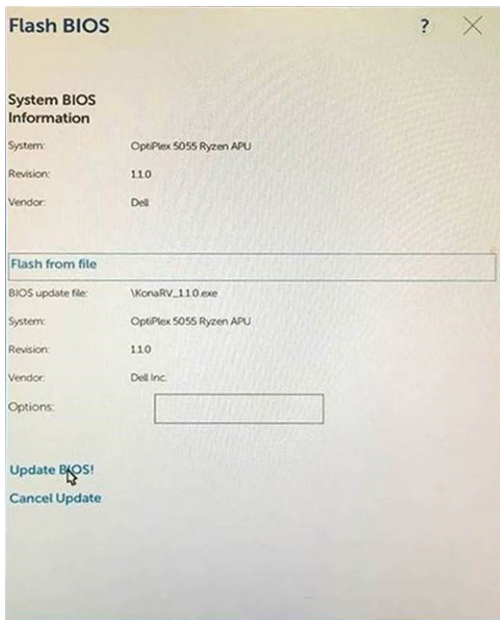 Flash BIOS ?
System BIOS
Information
System: OptiPlex 5055 Ryzen APU
Revision: 1.1.0
Vendor: Dell
Flash from file
BIOS update file: \KonaRV_1.1.0.exe
System: OptiPlex 5055 Ryzen APU
Revision: 1.1.0
Vendor: Dell Inc.
Options:
Update BIOS!
Cancel Update